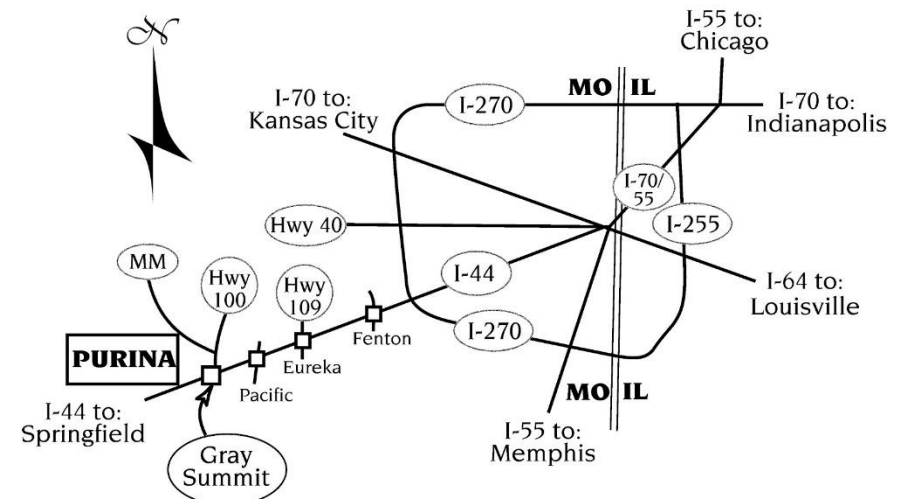 N
I-55 to:
Chicago
MO IL
I-70 to:
Kansas City
I-270
I-70 to:
Indianapolis
I-70/
55
Hwy 40
I-255
MM
Hwy
100
Hwy
109
I-44
I-64 to:
Louisville
I-270
Fenton
PURINA
Eureka
Pacific
MO IL
I-44 to:
Springfield
I-55 to:
Memphis
Gray
Summit